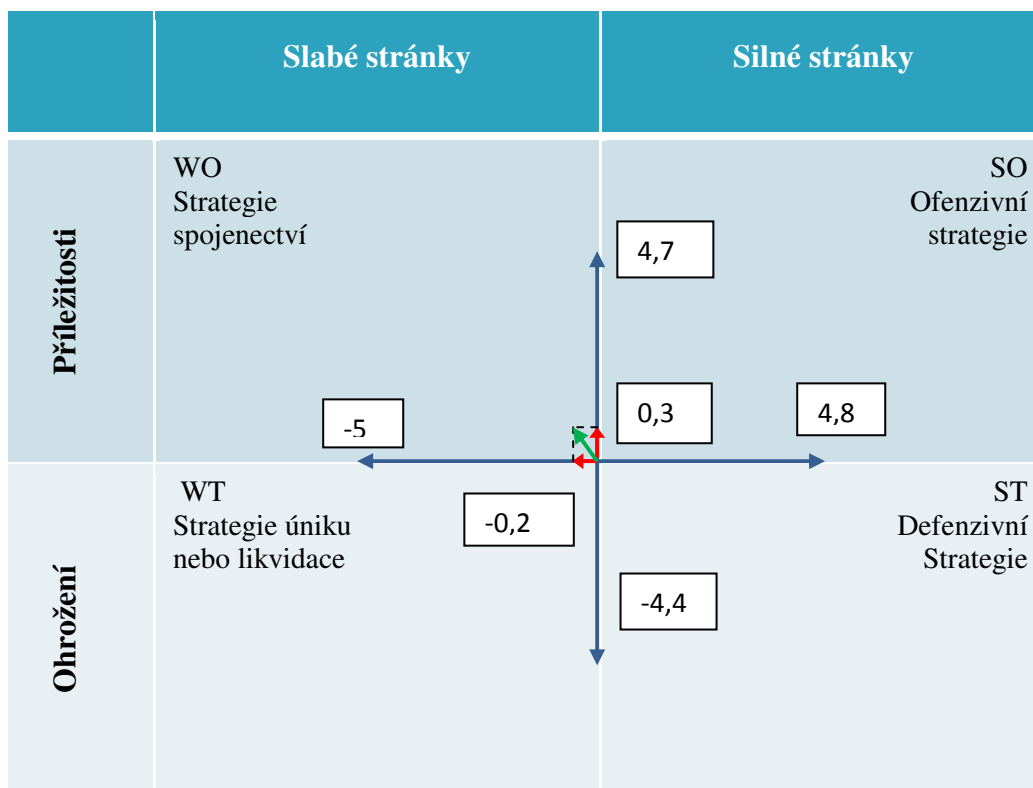 Slabé stránky
Silné stránky
Příležitosti
WO
Strategie
spojenectví
SO
Ofenzivní
strategie
4,7
-5
0,3
4,8
Ohrožení
WT
Strategie úniku
nebo likvidace
-0,2
ST
Defenzivní
Strategie
-4,4